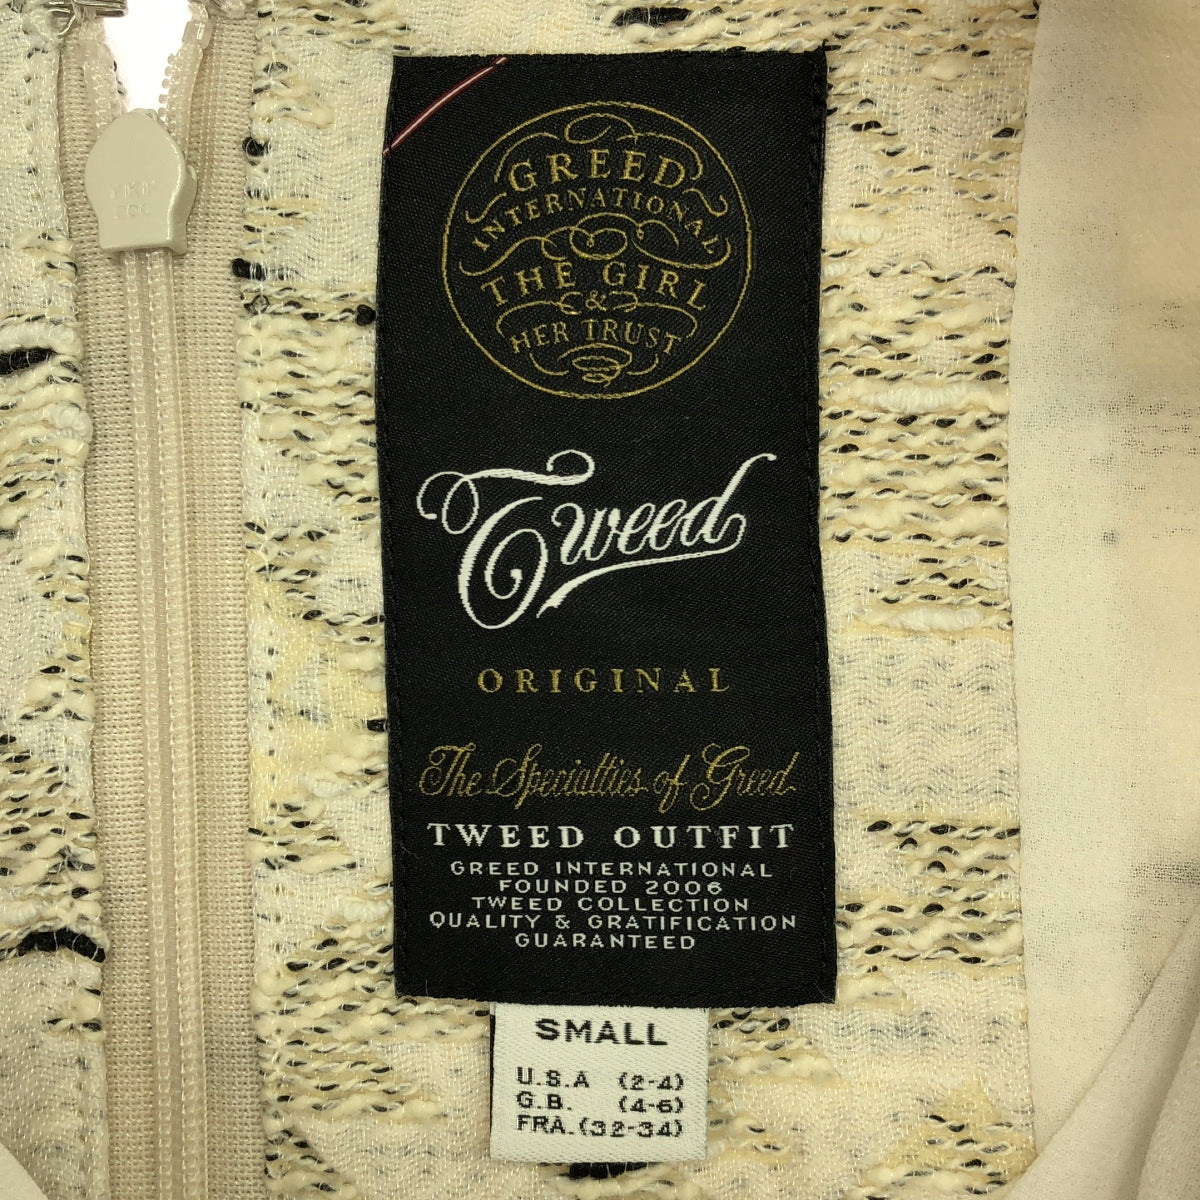 GREED
INTERNATIONAL
THE GIRL
&
HER TRUST
Tweed
ORIGINAL
The Specialties of Greed
TWEED OUTFIT
GREED INTERNATIONAL
FOUNDED 2006
TWEED COLLECTION
QUALITY & GRATIFICATION
GUARANTEED
SMALL
U.S.A (2-4)
G.B. (4-6)
FRA.(32-34)
YKK